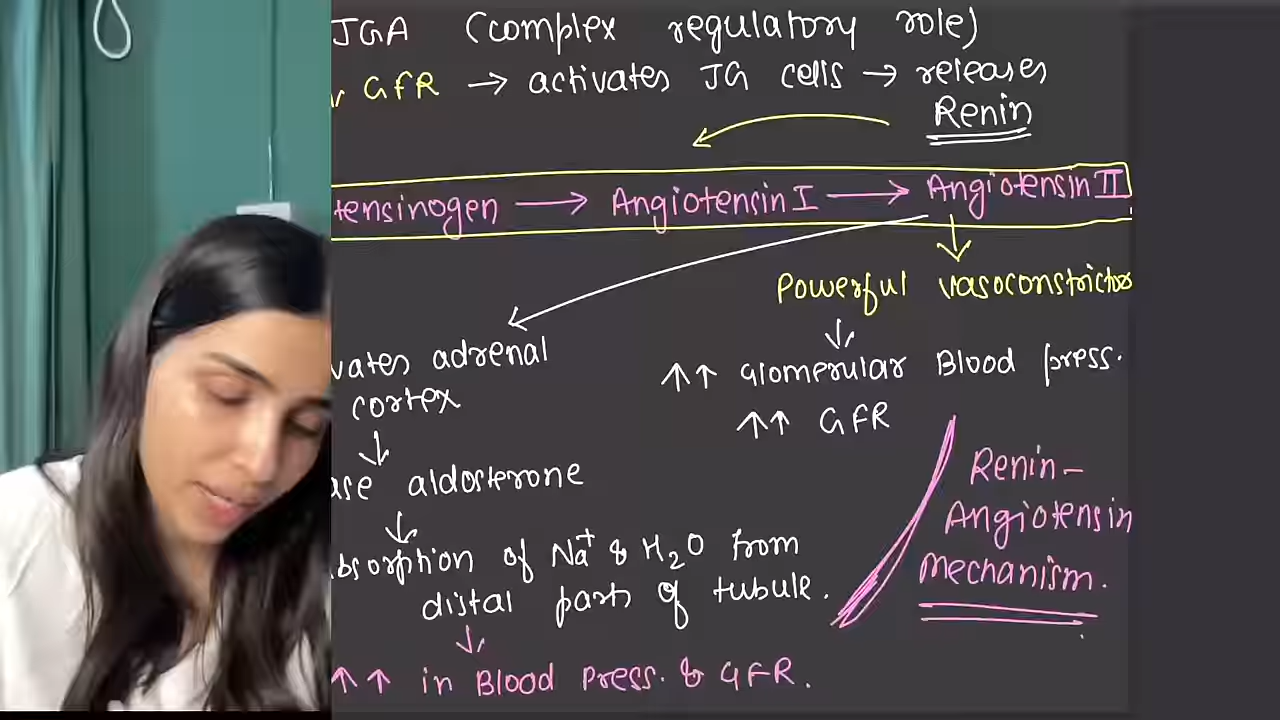 JGA (complex regulatory role)
GFR → activates JG cells → releases
Renin
tensinogen → Angiotensin I → Angiotensin II
↓
Powerful vasoconstrictor
↓
vates adrenal
cortex
↑↑ Glomerular Blood press.
↑↑ GFR
↓
ase aldosterone
↓
bsorption of Na⁺ & H₂O from
distal parts of tubule.
↓
↑↑ in Blood Press. & GFR.
Renin-
Angiotensin
mechanism.